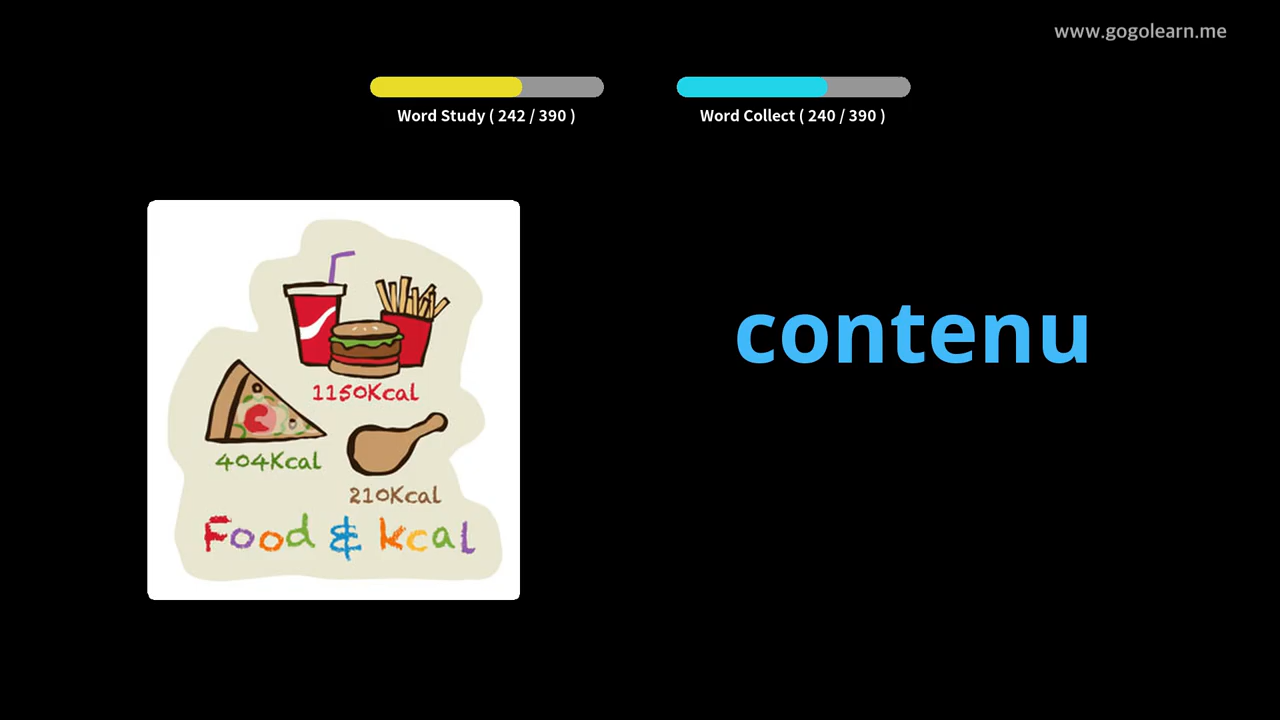 www.gogolearn.me
Word Study ( 242 / 390 )
Word Collect ( 240 / 390 )
contenu
1150Kcal
404Kcal
210Kcal
Food & kcal